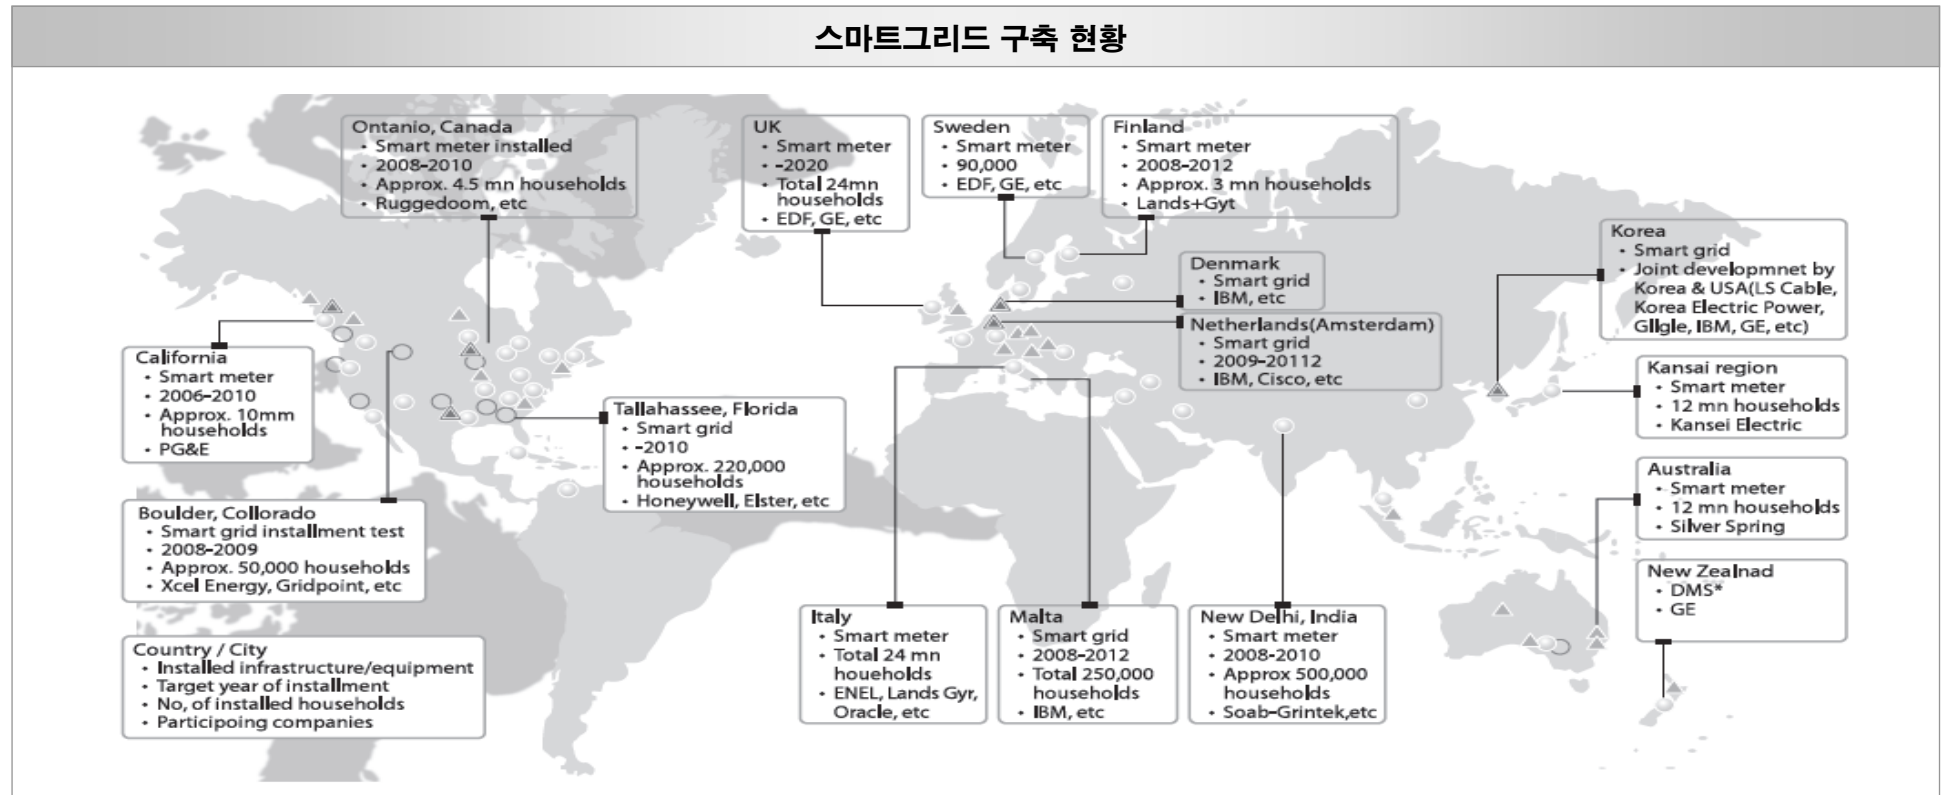 스마트그리드 구축 현황
Ontanio, Canada
• Smart meter installed
• 2008-2010
• Approx. 4.5 mn households
• Ruggedoom, etc
UK
• Smart meter
• -2020
• Total 24mn
households
• EDF, GE, etc
Sweden
• Smart meter
• 90,000
• EDF, GE, etc
Finland
• Smart meter
• 2008-2012
• Approx. 3 mn households
• Lands+Gyt
Denmark
• Smart grid
• IBM, etc
Netherlands(Amsterdam)
• Smart grid
• 2009-20112
• IBM, Cisco, etc
Korea
• Smart grid
• Joint developmnet by
Korea & USA(LS Cable,
Korea Electric Power,
Gllgle, IBM, GE, etc)
Kansai region
• Smart meter
• 12 mn households
• Kansei Electric
Australia
• Smart meter
• 12 mn households
• Silver Spring
New Zealnad
• DMS*
• GE
California
• Smart meter
• 2006-2010
• Approx. 10mm
households
• PG&E
Tallahassee, Florida
• Smart grid
• -2010
• Approx. 220,000
households
• Honeywell, Elster, etc
Boulder, Collorado
• Smart grid installment test
• 2008-2009
• Approx. 50,000 households
• Xcel Energy, Gridpoint, etc
Country / City
• Installed infrastructure/equipment
• Target year of installment
• No, of installed households
• Participoing companies
Italy
• Smart meter
• Total 24 mn
houeholds
• ENEL, Lands Gyr,
Oracle, etc
Malta
• Smart grid
• 2008-2012
• Total 250,000
households
• IBM, etc
New Delhi, India
• Smart meter
• 2008-2010
• Approx 500,000
households
• Soab-Grintek,etc